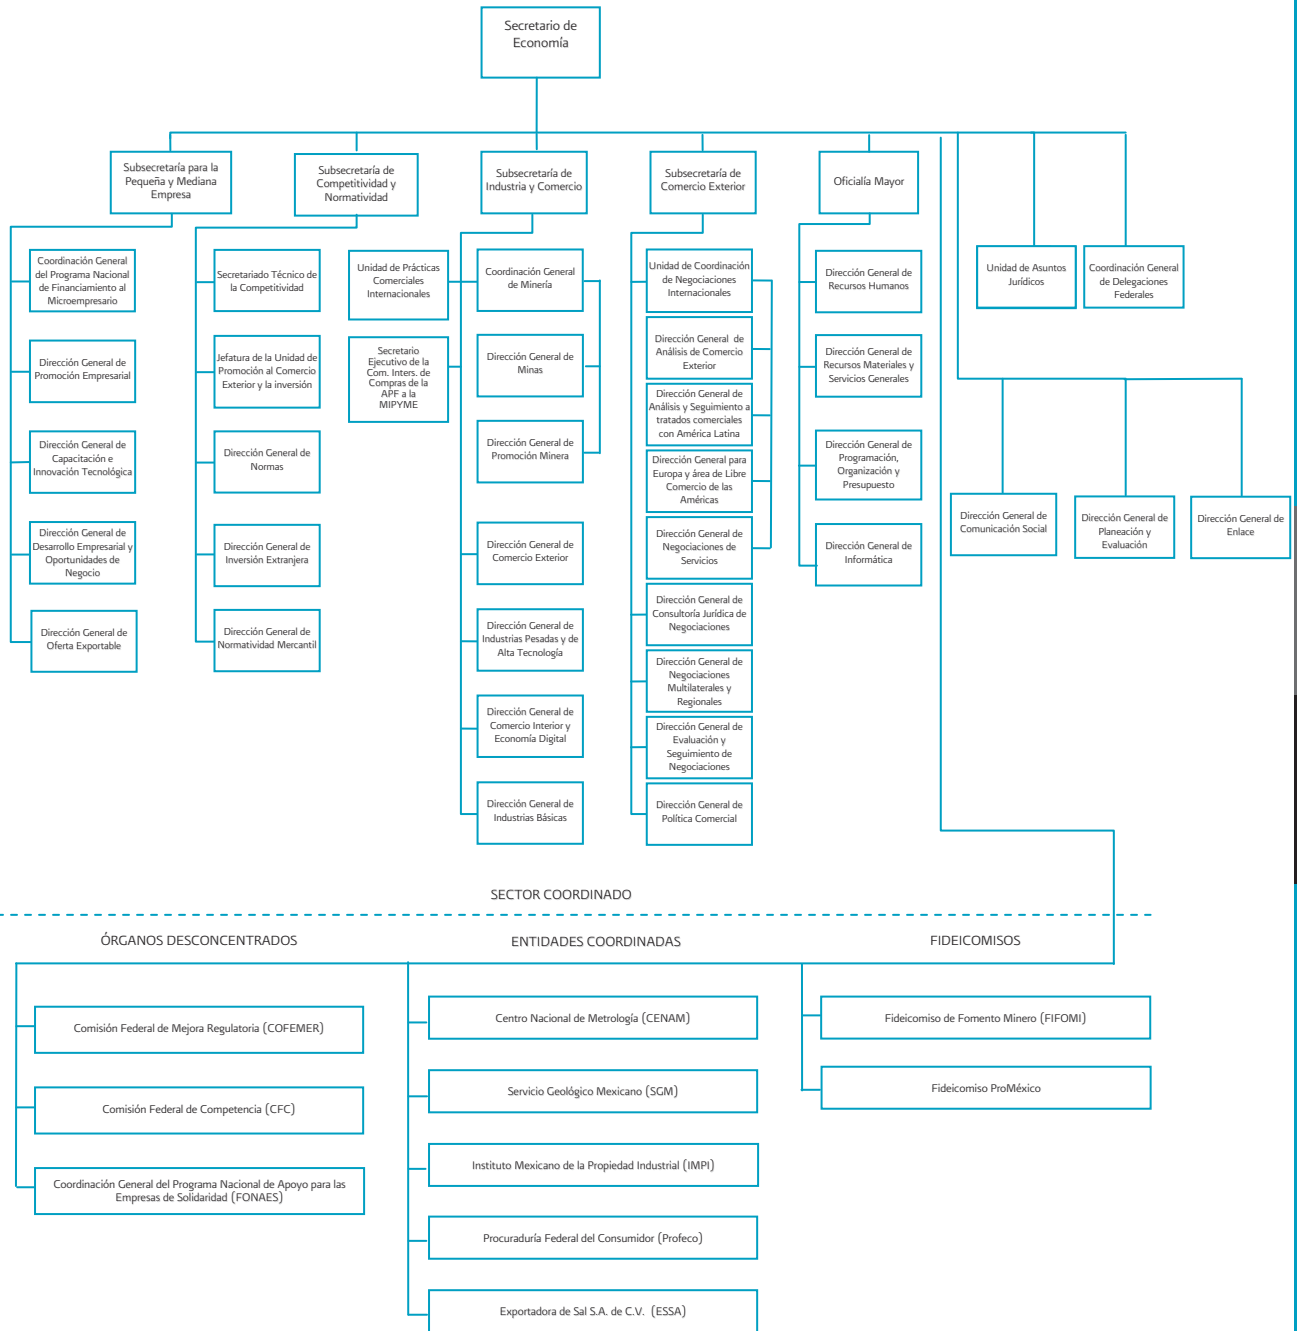 Secretario de
Economía
Subsecretaría para la
Pequeña y Mediana
Empresa
Subsecretaría de
Competitividad y
Normatividad
Subsecretaría de
Industria y Comercio
Subsecretaría de
Comercio Exterior
Oficialía Mayor
Coordinación General
del Programa Nacional
de Financiamiento al
Microempresario
Dirección General de
Promoción Empresarial
Dirección General de
Capacitación e
Innovación Tecnológica
Dirección General de
Desarrollo Empresarial y
Oportunidades de
Negocio
Dirección General de
Oferta Exportable
Secretariado Técnico de
la Competitividad
Jefatura de la Unidad de
Promoción al Comercio
Exterior y la inversión
Dirección General de
Normas
Dirección General de
Inversión Extranjera
Dirección General de
Normatividad Mercantil
Unidad de Prácticas
Comerciales
Internacionales
Secretario
Ejecutivo de la
Com. Inters. de
Compras de la
APF a la
MIPYME
Coordinación General
de Minería
Dirección General de
Minas
Dirección General de
Promoción Minera
Dirección General de
Comercio Exterior
Dirección General de
Industrias Pesadas y de
Alta Tecnología
Dirección General de
Comercio Interior y
Economía Digital
Dirección General de
Industrias Básicas
Unidad de Coordinación
de Negociaciones
Internacionales
Dirección General de
Análisis de Comercio
Exterior
Dirección General de
Análisis y Seguimiento a
tratados comerciales
con América Latina
Dirección General para
Europa y área de Libre
Comercio de las
Américas
Dirección General de
Negociaciones de
Servicios
Dirección General de
Consultoría Jurídica de
Negociaciones
Dirección General de
Negociaciones
Multilaterales y
Regionales
Dirección General de
Evaluación y
Seguimiento de
Negociaciones
Dirección General de
Política Comercial
Dirección General de
Recursos Humanos
Dirección General de
Recursos Materiales y
Servicios Generales
Dirección General de
Programación,
Organización y
Presupuesto
Dirección General de
Informática
Unidad de Asuntos
Jurídicos
Coordinación General
de Delegaciones
Federales
Dirección General de
Comunicación Social
Dirección General de
Planeación y
Evaluación
Dirección General de
Enlace
SECTOR COORDINADO
ÓRGANOS DESCONCENTRADOS
Comisión Federal de Mejora Regulatoria (COFEMER)
Comisión Federal de Competencia (CFC)
Coordinación General del Programa Nacional de Apoyo para las
Empresas de Solidaridad (FONAES)
ENTIDADES COORDINADAS
Centro Nacional de Metrología (CENAM)
Servicio Geológico Mexicano (SGM)
Instituto Mexicano de la Propiedad Industrial (IMPI)
Procuraduría Federal del Consumidor (Profeco)
Exportadora de Sal S.A. de C.V. (ESSA)
FIDEICOMISOS
Fideicomiso de Fomento Minero (FIFOMI)
Fideicomiso ProMéxico